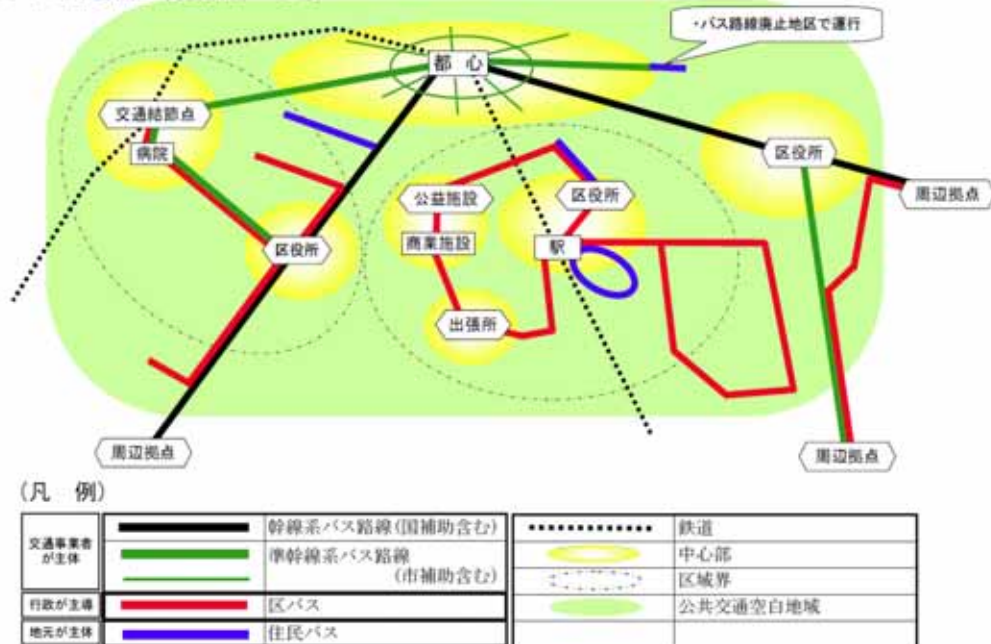 ・バス路線廃止地区で運行
都 心
交通結節点
病院
区役所
周辺拠点
公益施設
区役所
商業施設
駅
区役所
出張所
周辺拠点
周辺拠点
(凡 例)
交通事業者
が主体
幹線系バス路線(国補助含む)
準幹線系バス路線
(市補助含む)
行政が主導
区バス
地元が主体
住民バス
鉄道
中心部
区域界
公共交通空白地域